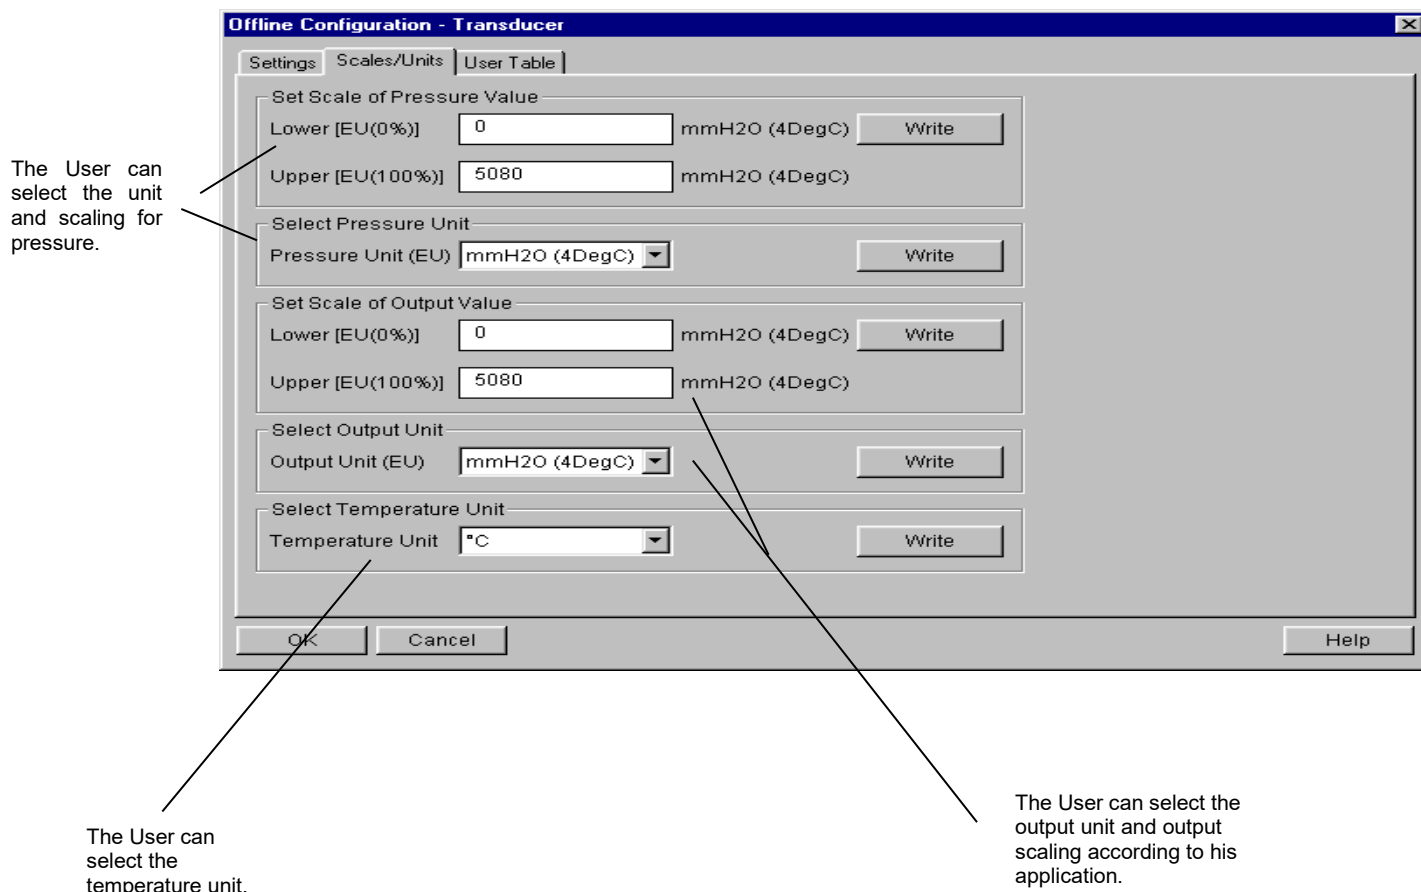 Offline Configuration - Transducer
Settings Scales/Units User Table
Set Scale of Pressure Value
Lower [EU(0%)] 0 mmH2O (4DegC) Write
Upper [EU(100%)] 5080 mmH2O (4DegC)
Select Pressure Unit
Pressure Unit (EU) mmH2O (4DegC) Write
Set Scale of Output Value
Lower [EU(0%)] 0 mmH2O (4DegC) Write
Upper [EU(100%)] 5080 mmH2O (4DegC)
Select Output Unit
Output Unit (EU) mmH2O (4DegC) Write
Select Temperature Unit
Temperature Unit °C Write
OK Cancel Help
The User can
select the unit
and scaling for
pressure.
The User can
select the
temperature unit.
The User can select the
output unit and output
scaling according to his
application.